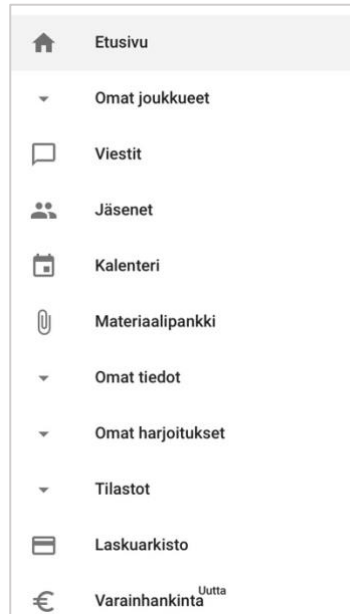 Etusivu
Omat joukkueet
Viestit
Jäsenet
Kalenteri
Materiaalipankki
Omat tiedot
Omat harjoitukset
Tilastot
Laskuarkisto
Varainhankinta Uutta